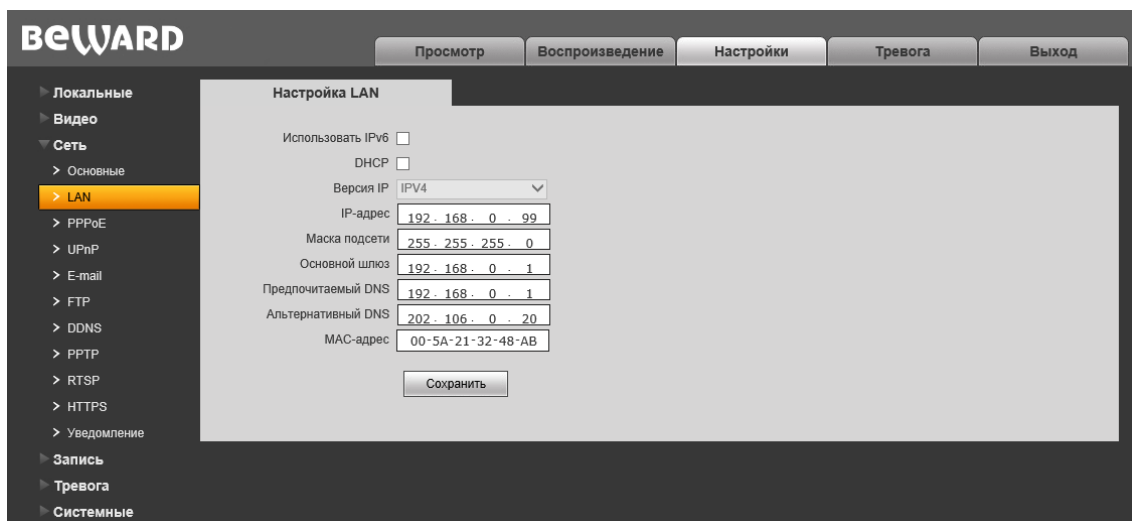 BEWARD
Просмотр Воспроизведение Настройки Тревога Выход
Локальные
Видео
Сеть
> Основные
> LAN
> PPPoE
> UPnP
> E-mail
> FTP
> DDNS
> PPTP
> RTSP
> HTTPS
> Уведомление
Запись
Тревога
Системные
Настройка LAN
Использовать IPv6
DHCP
Версия IP IPV4
IP-адрес 192 . 168 . 0 . 99
Маска подсети 255 . 255 . 255 . 0
Основной шлюз 192 . 168 . 0 . 1
Предпочитаемый DNS 192 . 168 . 0 . 1
Альтернативный DNS 202 . 106 . 0 . 20
MAC-адрес 00-5A-21-32-48-AB
Сохранить